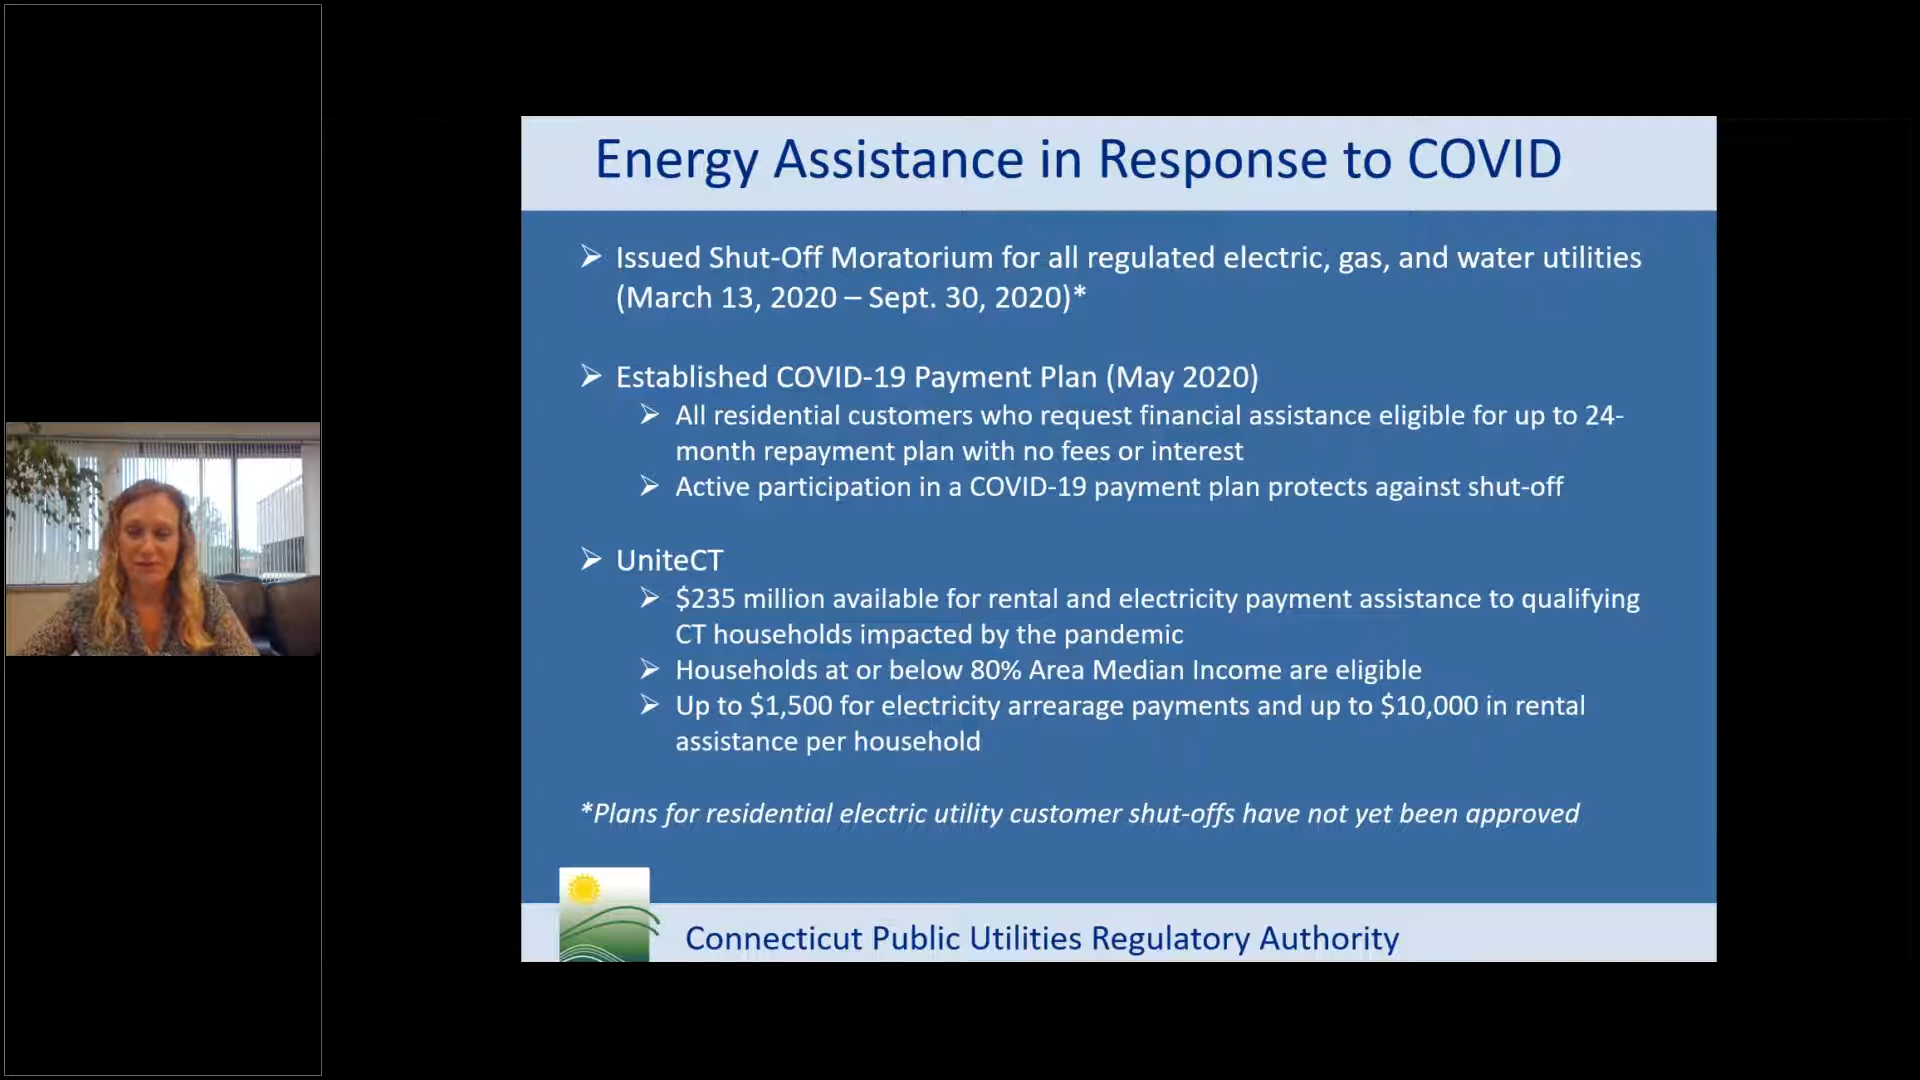 Energy Assistance in Response to COVID
Issued Shut-Off Moratorium for all regulated electric, gas, and water utilities
(March 13, 2020 – Sept. 30, 2020)*
Established COVID-19 Payment Plan (May 2020)
All residential customers who request financial assistance eligible for up to 24-
month repayment plan with no fees or interest
Active participation in a COVID-19 payment plan protects against shut-off
UniteCT
$235 million available for rental and electricity payment assistance to qualifying
CT households impacted by the pandemic
Households at or below 80% Area Median Income are eligible
Up to $1,500 for electricity arrearage payments and up to $10,000 in rental
assistance per household
*Plans for residential electric utility customer shut-offs have not yet been approved
Connecticut Public Utilities Regulatory Authority